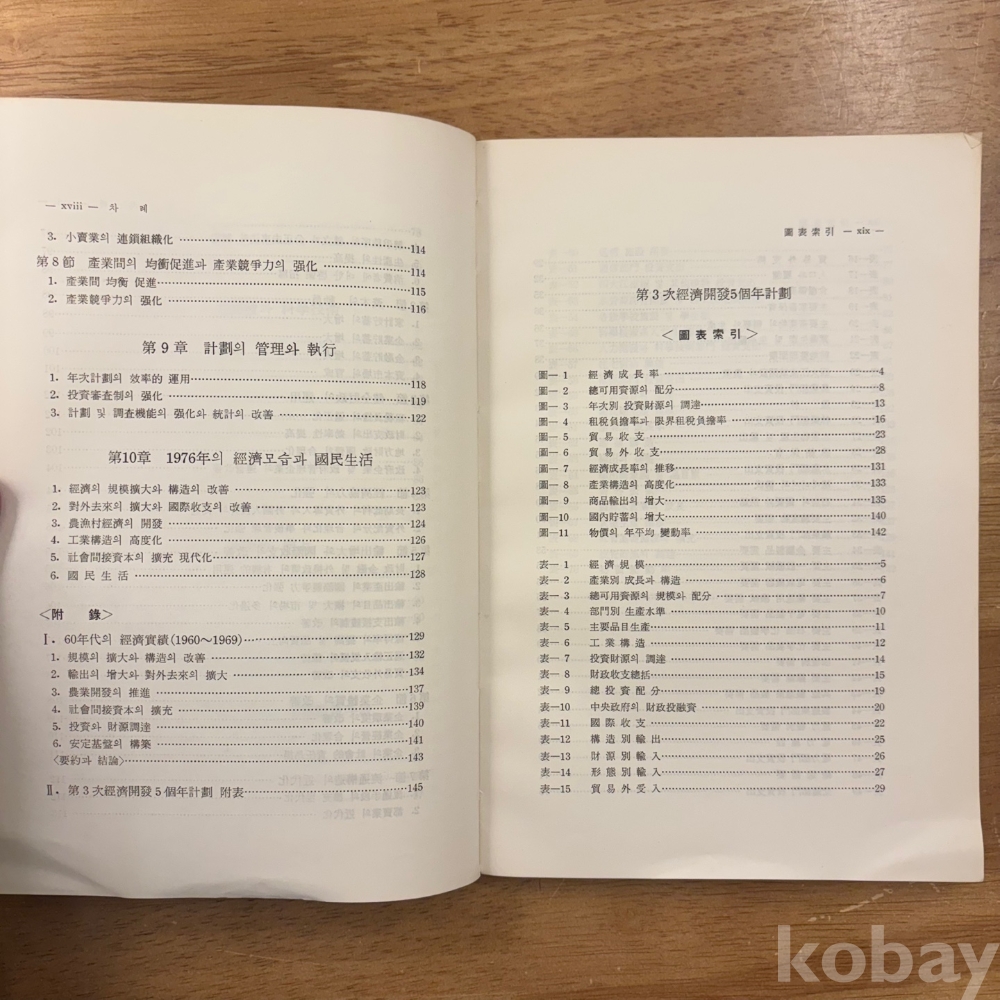 — xviii — 차 례
3. 小賣業의 連鎖組織化 ……114
第8節 產業間의 均衡促進과 產業競爭力의 强化 ……114
1. 產業間 均衡 促進……115
2. 產業競爭力의 强化 ……116
第9章 計劃의 管理와 執行
1. 年次計劃의 效率的 運用……118
2. 投資審査制의 强化……119
3. 計劃 및 調査機能의 强化와 統計의 改善 ……122
第10章 1976年의 經濟모습과 國民生活
1. 經濟의 規模擴大와 構造의 改善 ……123
2. 對外去來의 擴大와 國際收支의 改善 ……123
3. 農漁村經濟의 開發 ……124
4. 工業構造의 高度化 ……126
5. 社會間接資本의 擴充 現代化……127
6. 國 民 生 活 ……128
<附 錄>
Ⅰ. 60年代의 經濟實績(1960～1969)……129
1. 規模의 擴大와 構造의 改善 ……132
2. 輸出의 增大와 對外去來의 擴大 ……134
3. 農業開發의 推進 ……137
4. 社會間接資本의 擴充 ……139
5. 投資와 財源調達 ……140
6. 安定基盤의 構築 ……141
〈要約과 結論〉……143
Ⅱ. 第3次經濟開發5個年計劃 附表……145
圖表索引 — xix —
第3次經濟開發5個年計劃
<圖表索引>
圖— 1 經 濟 成 長 率 ……4
圖— 2 總可用資源의 配分 ……8
圖— 3 年次別 投資財源의 調達 ……13
圖— 4 租稅負擔率과 限界租稅負擔率 ……16
圖— 5 貿 易 收 支 ……23
圖— 6 貿 易 外 收 支 ……28
圖— 7 經濟成長率의 推移……131
圖— 8 產業構造의 高度化……133
圖— 9 商品輸出의 增大……135
圖—10 國內貯蓄의 增大……140
圖—11 物價의 年平均 變動率 ……142
表— 1 經 濟 規 模……5
表— 2 產業別 成長과 構造 ……6
表— 3 總可用資源의 規模와 配分 ……7
表— 4 部門別 生產水準 ……10
表— 5 主要品目生產……11
表— 6 工 業 構 造 ……12
表— 7 投資財源의 調達 ……14
表— 8 財政收支總括……15
表— 9 總 投 資 配 分……19
表—10 中央政府의 財政投融資 ……20
表—11 國 際 收 支 ……22
表—12 構 造 別 輸 出 ……25
表—13 財 源 別 輸 入 ……26
表—14 形 態 別 輸 入 ……27
表—15 貿 易 外 受 入 ……29
kobay